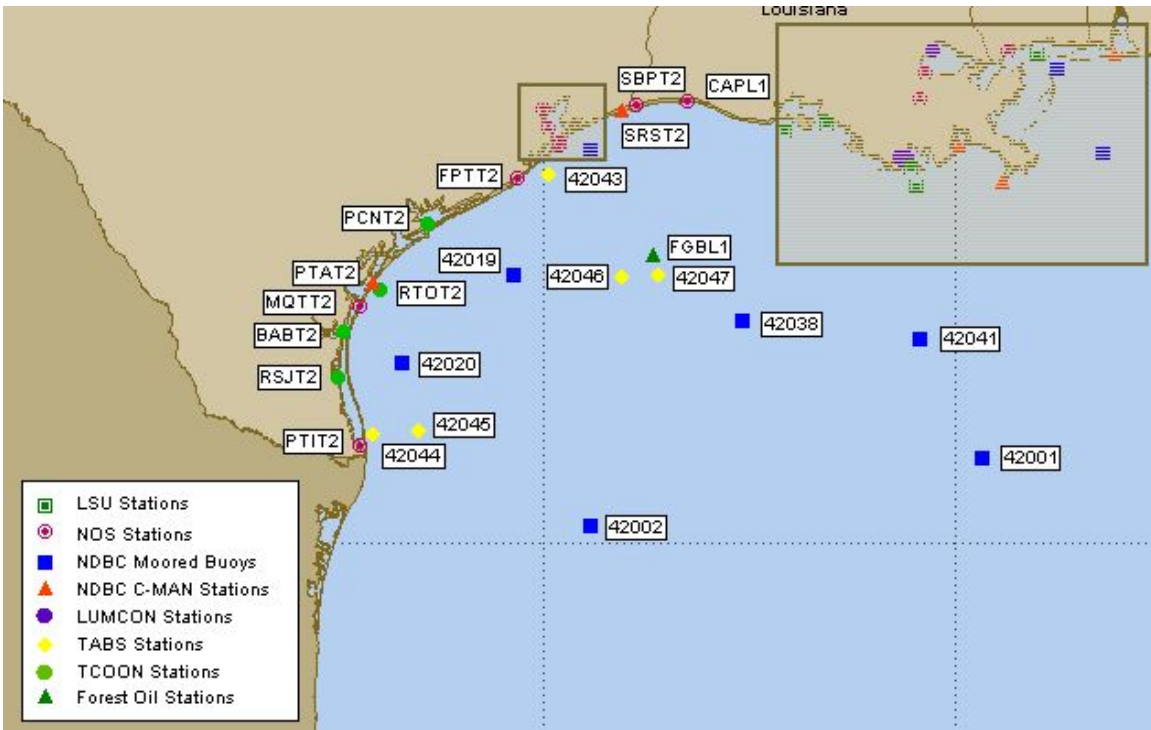 Louisiana
SBPT2
CAPL1
SRST2
FPTT2
42043
PCNT2
FGBL1
42019
42046
42047
PTAT2
RTOT2
MQTT2
42038
BABT2
42041
42020
RSJT2
42045
PTIT2
42044
42001
42002
LSU Stations
NOS Stations
NDBC Moored Buoys
NDBC C-MAN Stations
LUMCON Stations
TABS Stations
TCOON Stations
Forest Oil Stations